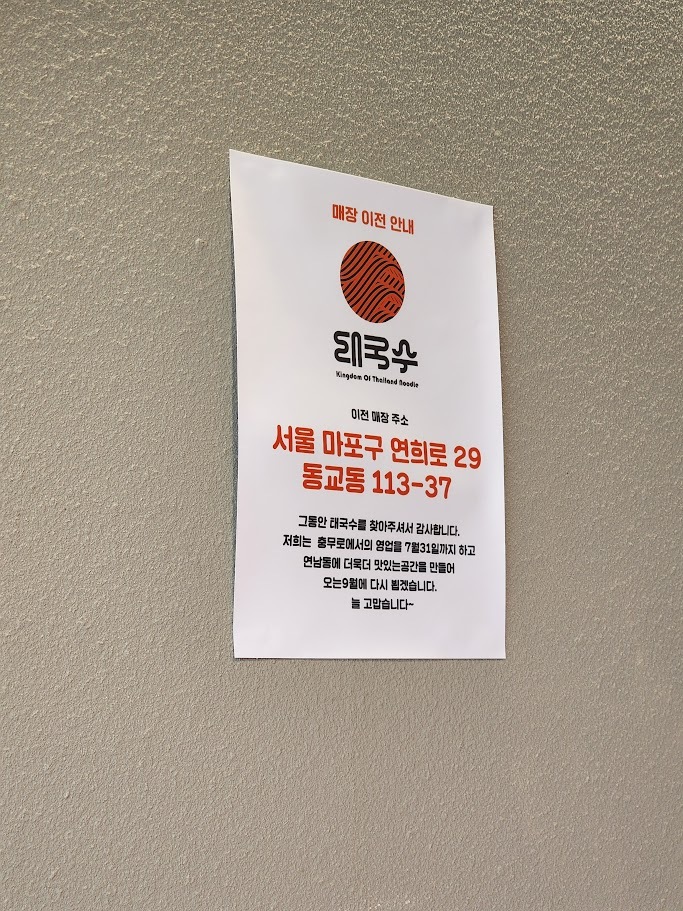 매장 이전 안내
태국수
Kingdom Of Thailand Noodle
이전 매장 주소
서울 마포구 연희로 29
동교동 113-37
그동안 태국수를 찾아주셔서 감사합니다.
저희는 충무로에서의 영업을 7월31일까지 하고
연남동에 더욱더 맛있는공간을 만들어
오는9월에 다시 뵙겠습니다.
늘 고맙습니다~